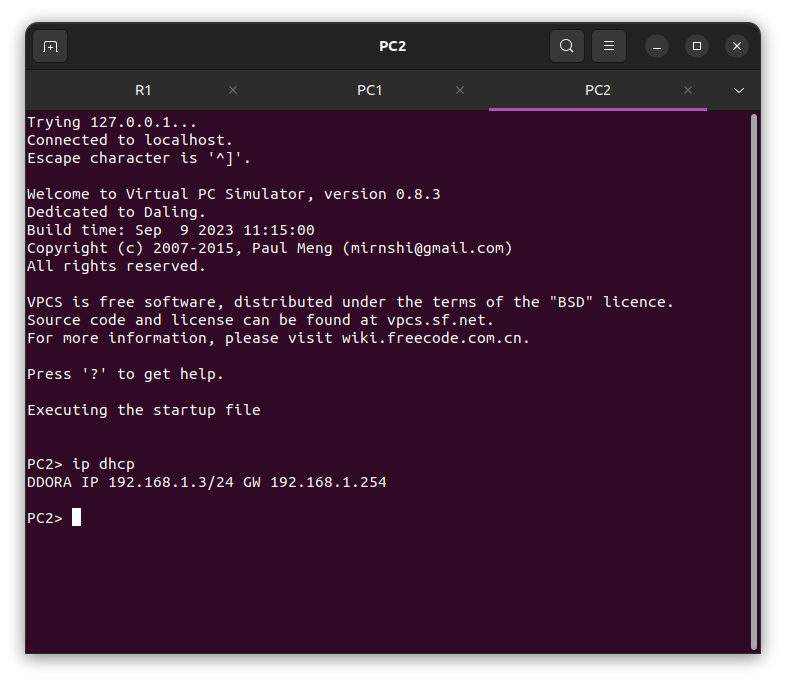 PC2
R1
PC1
PC2
Trying 127.0.0.1...
Connected to localhost.
Escape character is '^]'.
Welcome to Virtual PC Simulator, version 0.8.3
Dedicated to Daling.
Build time: Sep  9 2023 11:15:00
Copyright (c) 2007-2015, Paul Meng (mirnshi@gmail.com)
All rights reserved.
VPCS is free software, distributed under the terms of the "BSD" licence.
Source code and license can be found at vpcs.sf.net.
For more information, please visit wiki.freecode.com.cn.
Press '?' to get help.
Executing the startup file
PC2> ip dhcp
DDORA IP 192.168.1.3/24 GW 192.168.1.254
PC2>